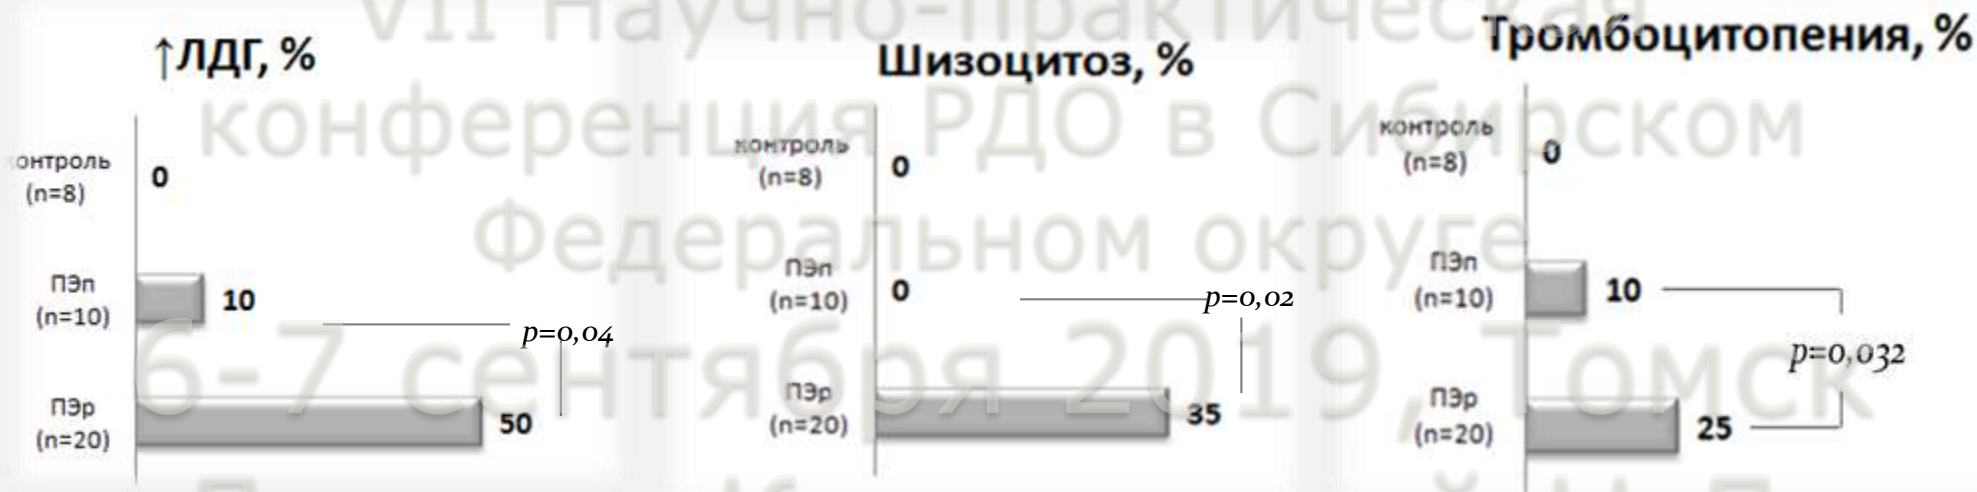 VII Научно-практическая
конференция РДО в Сибирском
Федеральном округе
6-7 сентября 2019, Томск
↑ЛДГ, %
контроль
(n=8)
0
ПЭп
(n=10)
10
p=0,04
ПЭр
(n=20)
50
Шизоцитоз, %
контроль
(n=8)
0
ПЭп
(n=10)
0
p=0,02
ПЭр
(n=20)
35
Тромбоцитопения, %
контроль
(n=8)
0
ПЭп
(n=10)
10
p=0,032
ПЭр
(n=20)
25